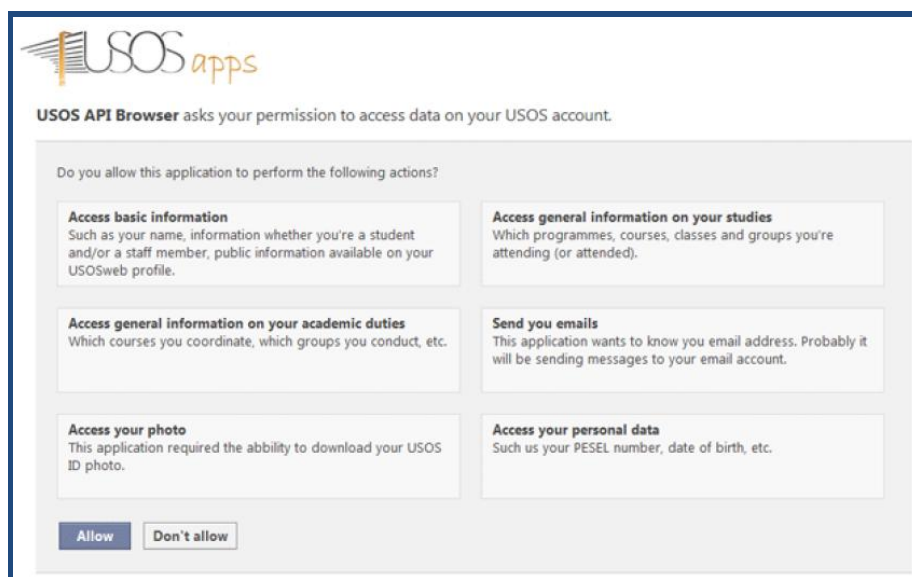 USOS apps
USOS API Browser asks your permission to access data on your USOS account.
Do you allow this application to perform the following actions?
Access basic information
Such as your name, information whether you're a student
and/or a staff member, public information available on your
USOSweb profile.
Access general information on your studies
Which programmes, courses, classes and groups you're
attending (or attended).
Access general information on your academic duties
Which courses you coordinate, which groups you conduct, etc.
Send you emails
This application wants to know you email address. Probably it
will be sending messages to your email account.
Access your photo
This application required the abbility to download your USOS
ID photo.
Access your personal data
Such us your PESEL number, date of birth, etc.
Allow
Don't allow